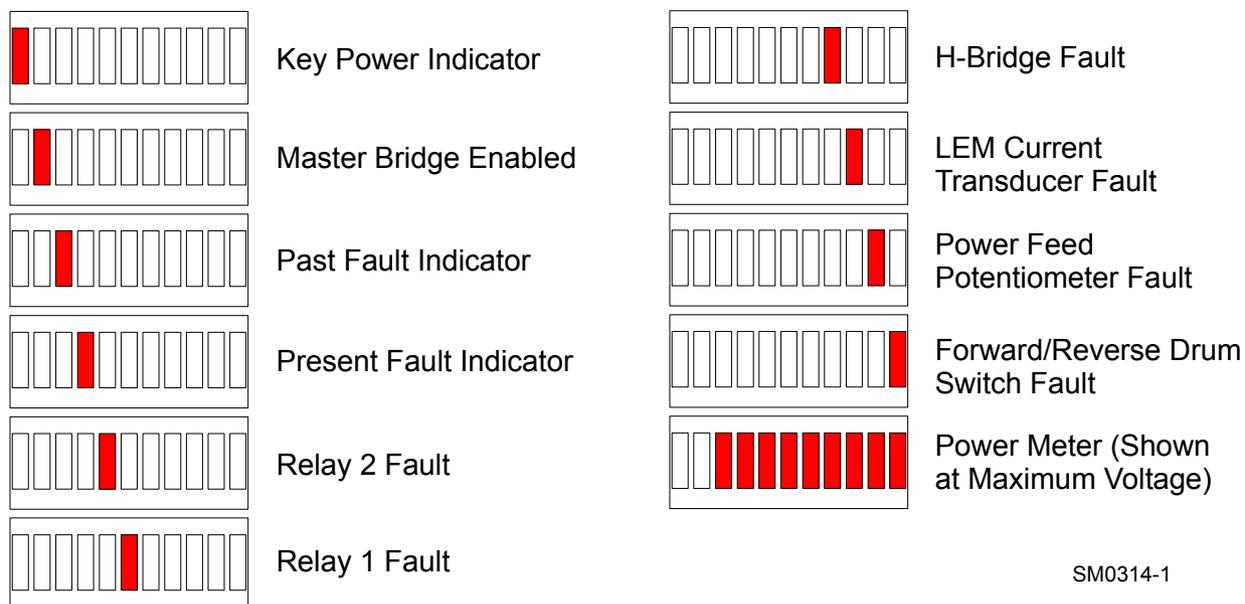 Key Power Indicator
Master Bridge Enabled
Past Fault Indicator
Present Fault Indicator
Relay 2 Fault
Relay 1 Fault
H-Bridge Fault
LEM Current
Transducer Fault
Power Feed
Potentiometer Fault
Forward/Reverse Drum
Switch Fault
Power Meter (Shown
at Maximum Voltage)
SM0314-1